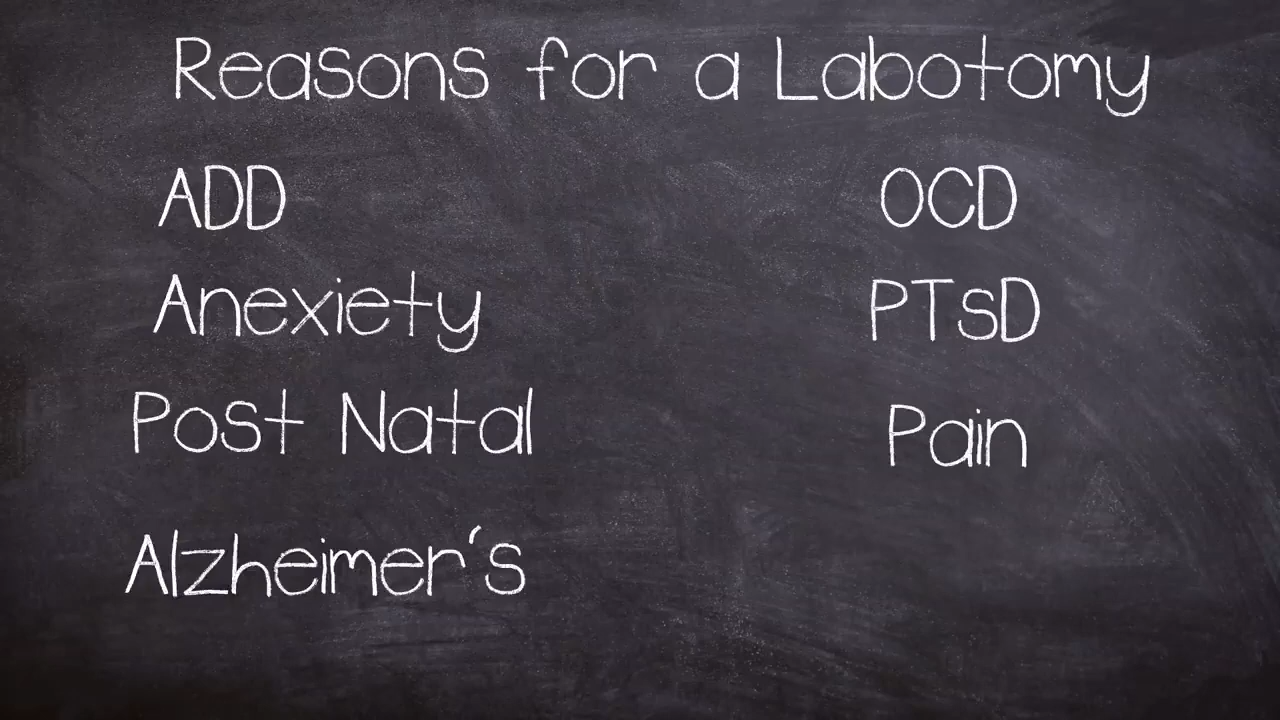 Reasons for a Labotomy
ADD
Anexiety
Post Natal
Alzheimer's
OCD
PTsD
Pain